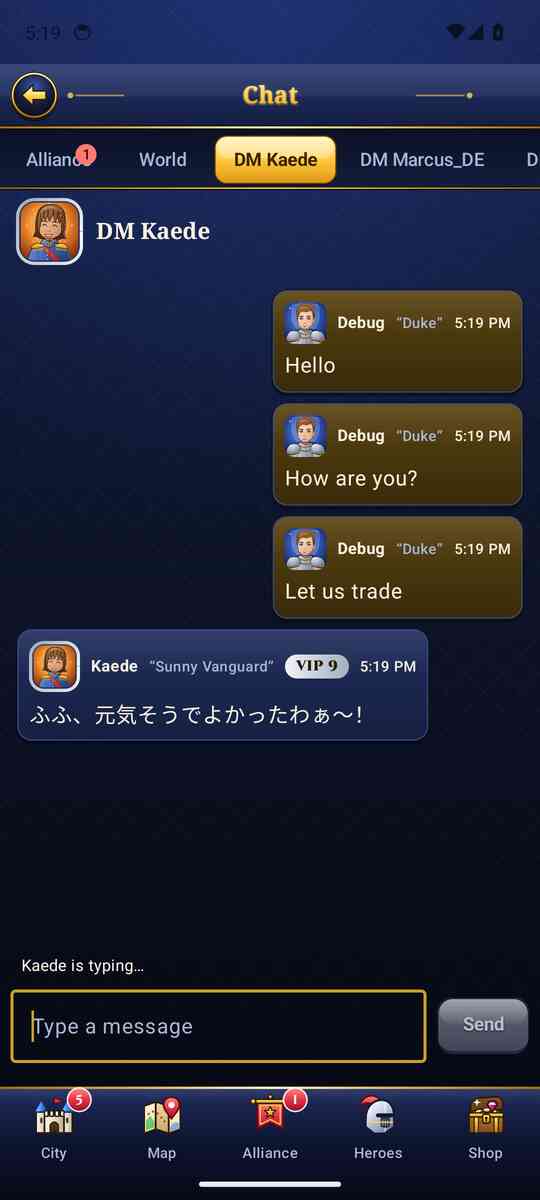 5:19
Chat
Allianc
1
World
DM Kaede
DM Marcus_DE
D
DM Kaede
Debug “Duke” 5:19 PM
Hello
Debug “Duke” 5:19 PM
How are you?
Debug “Duke” 5:19 PM
Let us trade
Kaede “Sunny Vanguard” VIP 9 5:19 PM
ふふ、元気そうでよかったわぁ〜！
Kaede is typing…
Type a message
Send
5
1
City
Map
Alliance
Heroes
Shop